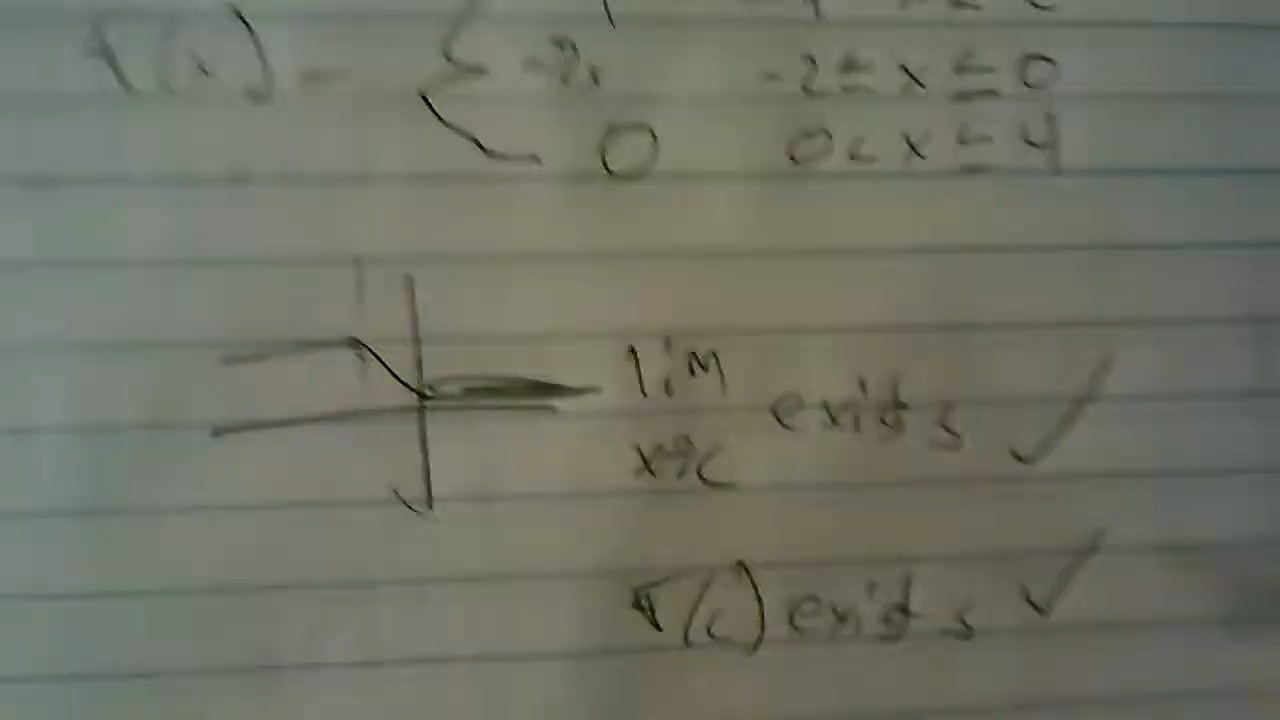 f(x) = { -2x -2 ≤ x ≤ 0
0 0 < x ≤ 4
lim exists ✓
x→c
f(c) exists ✓